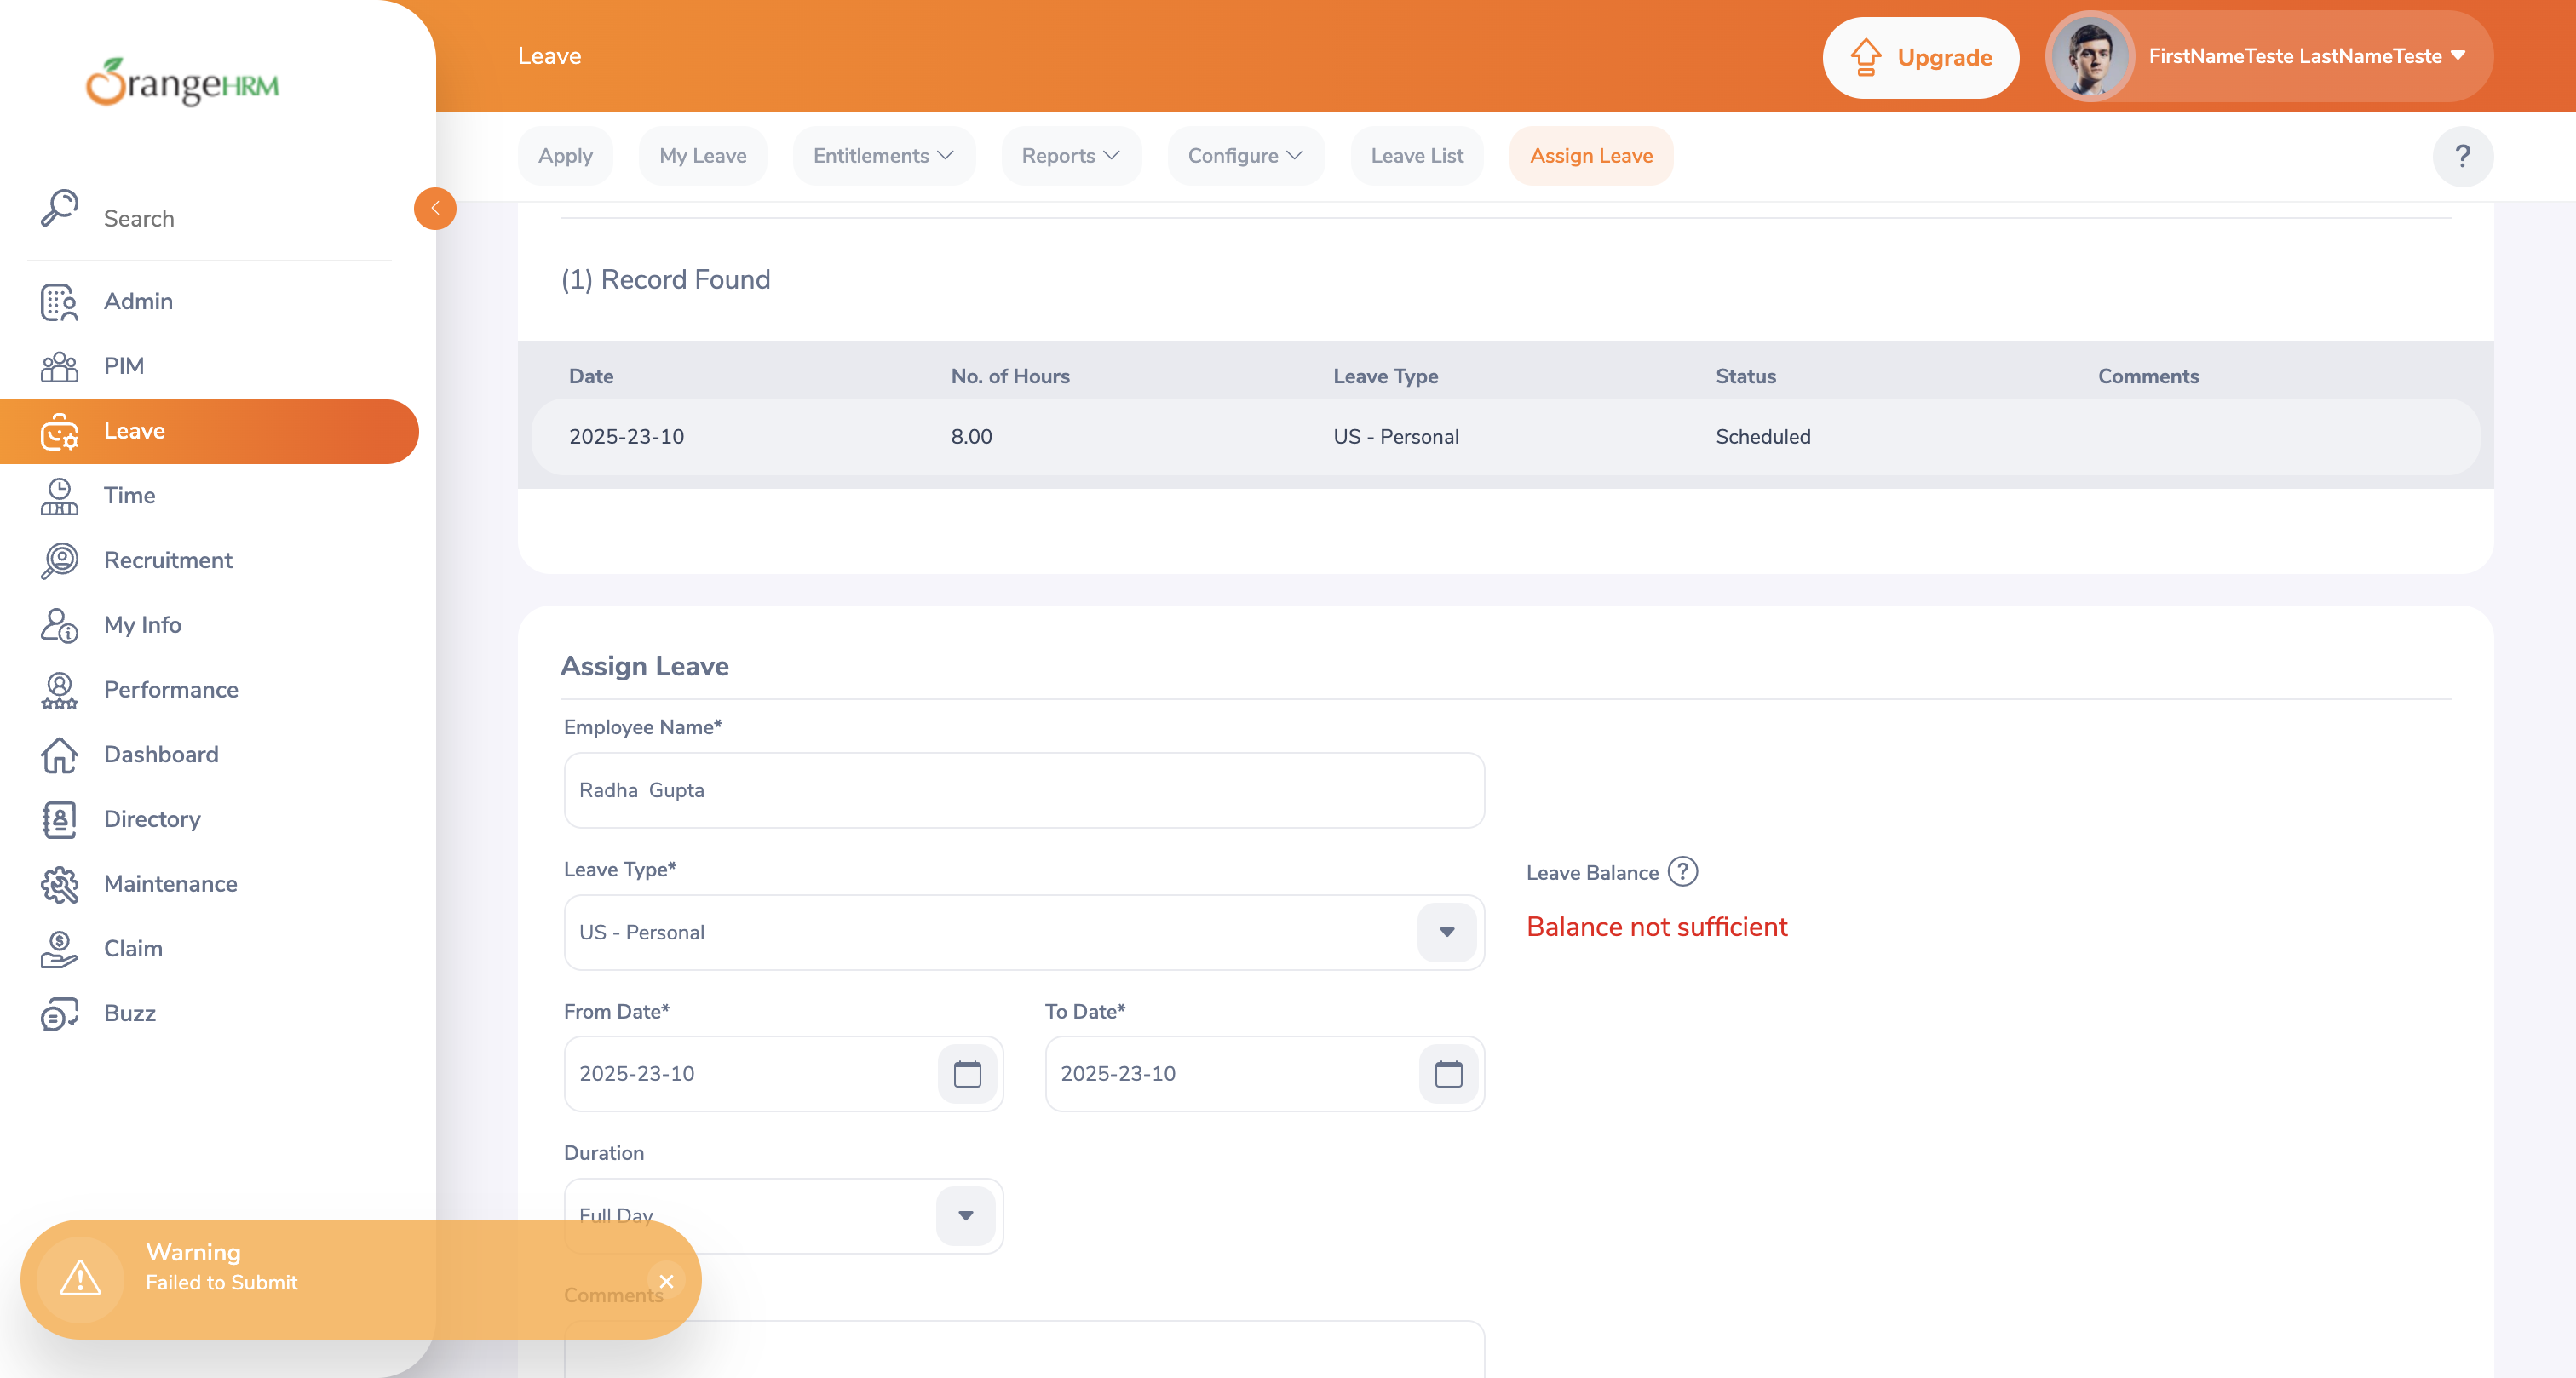 OrangeHRM
Leave
Upgrade
FirstNameTeste LastNameTeste
Apply
My Leave
Entitlements
Reports
Configure
Leave List
Assign Leave
?
Search
Admin
PIM
Leave
Time
Recruitment
My Info
Performance
Dashboard
Directory
Maintenance
Claim
Buzz
(1) Record Found
Date No. of Hours Leave Type Status Comments
2025-23-10 8.00 US - Personal Scheduled
Assign Leave
Employee Name*
Radha  Gupta
Leave Type*
US - Personal
Leave Balance ?
Balance not sufficient
From Date*
2025-23-10
To Date*
2025-23-10
Duration
Full Day
Comments
Warning
Failed to Submit